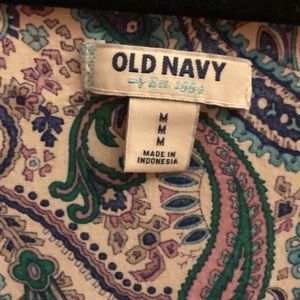 OLD NAVY
Est. 1994
M
M
M
MADE IN
INDONESIA